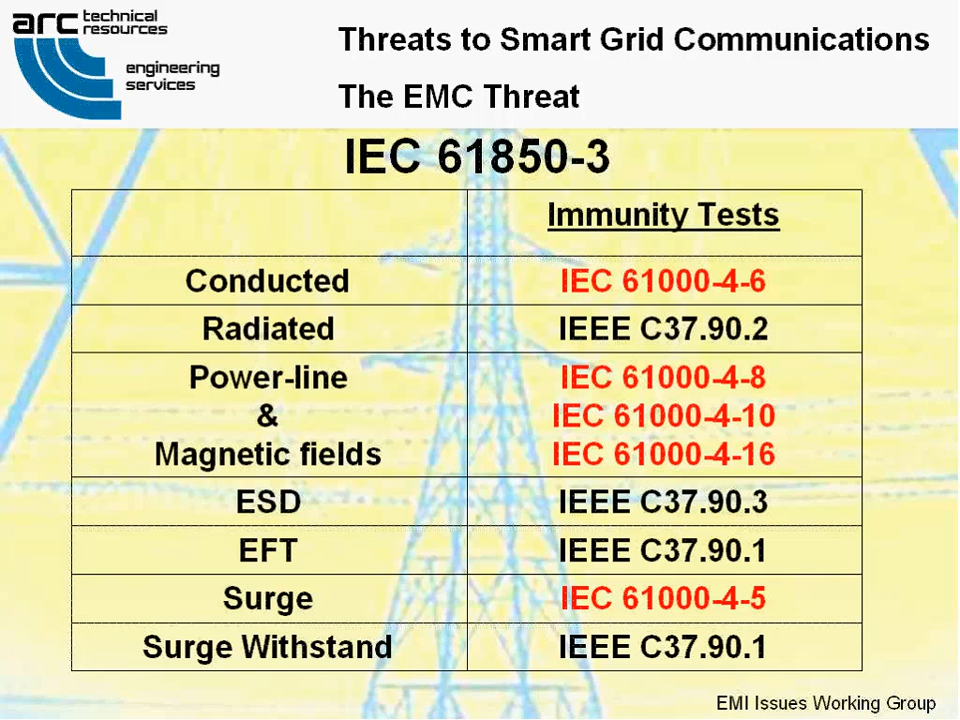 arc technical resources
engineering services
Threats to Smart Grid Communications
The EMC Threat
IEC 61850-3
Immunity Tests
Conducted IEC 61000-4-6
Radiated IEEE C37.90.2
Power-line IEC 61000-4-8
& IEC 61000-4-10
Magnetic fields IEC 61000-4-16
ESD IEEE C37.90.3
EFT IEEE C37.90.1
Surge IEC 61000-4-5
Surge Withstand IEEE C37.90.1
EMI Issues Working Group